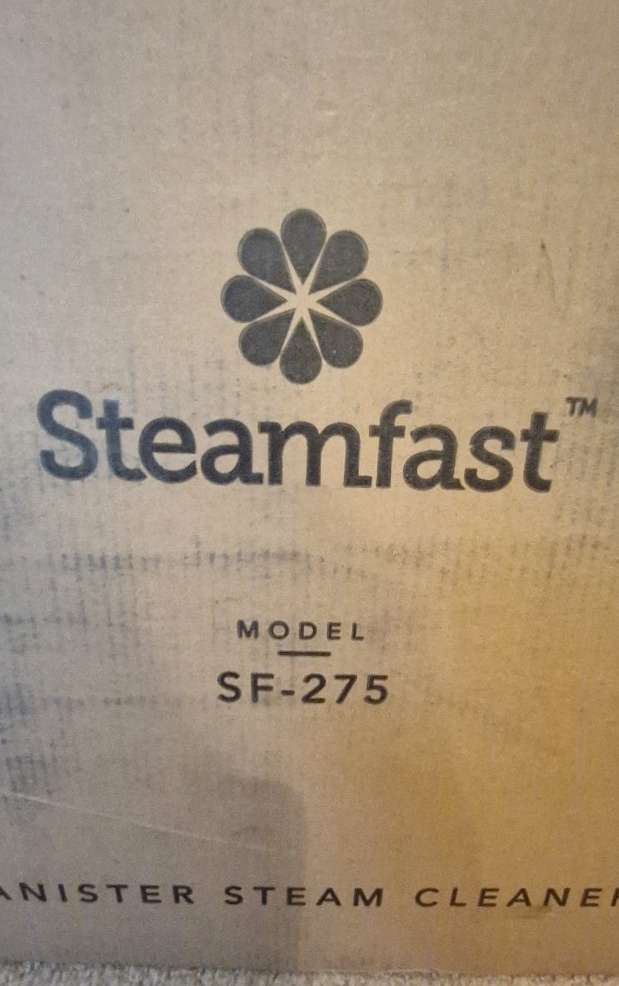 Steamfast™
MODEL
SF-275
ANISTER STEAM CLEANER